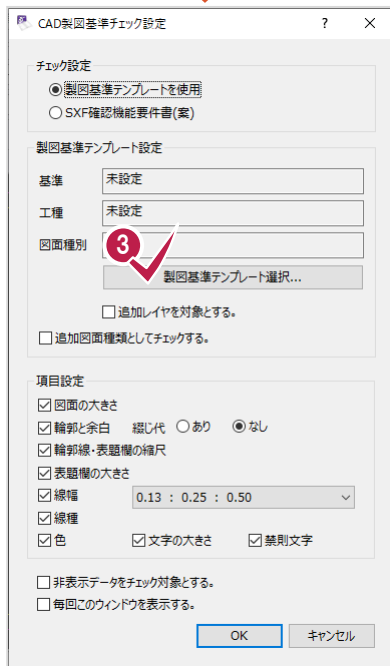 CAD製図基準チェック設定 ? ×
チェック設定
製図基準テンプレートを使用
SXF確認機能要件書(案)
製図基準テンプレート設定
基準 未設定
工種 未設定
図面種別
3
製図基準テンプレート選択...
追加レイヤを対象とする。
追加図面種類としてチェックする。
項目設定
図面の大きさ
輪郭と余白 綴じ代 あり なし
輪郭線・表題欄の縮尺
表題欄の大きさ
線幅 0.13 : 0.25 : 0.50
線種
色 文字の大きさ 禁則文字
非表示データをチェック対象とする。
毎回このウィンドウを表示する。
OK キャンセル